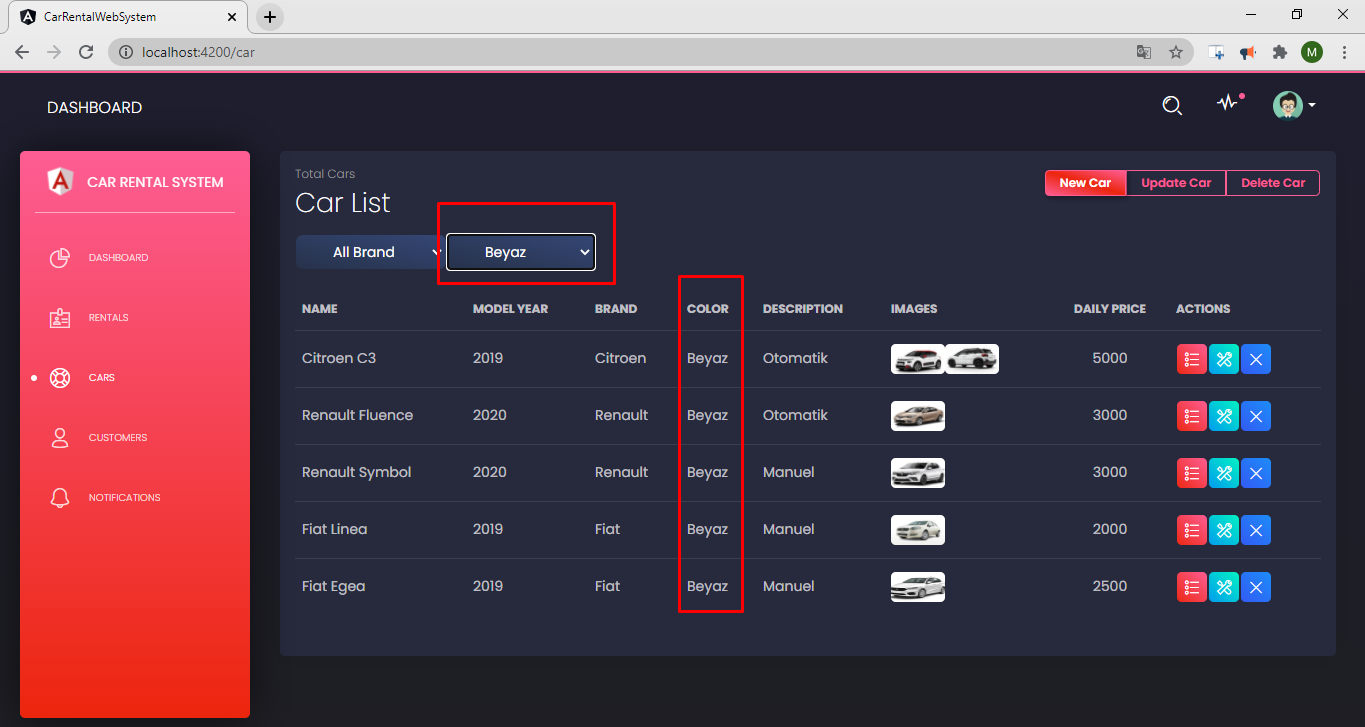 CarRentalWebSystem
localhost:4200/car
M
DASHBOARD
CAR RENTAL SYSTEM
DASHBOARD
RENTALS
CARS
CUSTOMERS
NOTIFICATIONS
Total Cars
Car List
New Car Update Car Delete Car
All Brand Beyaz
NAME MODEL YEAR BRAND COLOR DESCRIPTION IMAGES DAILY PRICE ACTIONS
Citroen C3 2019 Citroen Beyaz Otomatik 5000
Renault Fluence 2020 Renault Beyaz Otomatik 3000
Renault Symbol 2020 Renault Beyaz Manuel 3000
Fiat Linea 2019 Fiat Beyaz Manuel 2000
Fiat Egea 2019 Fiat Beyaz Manuel 2500